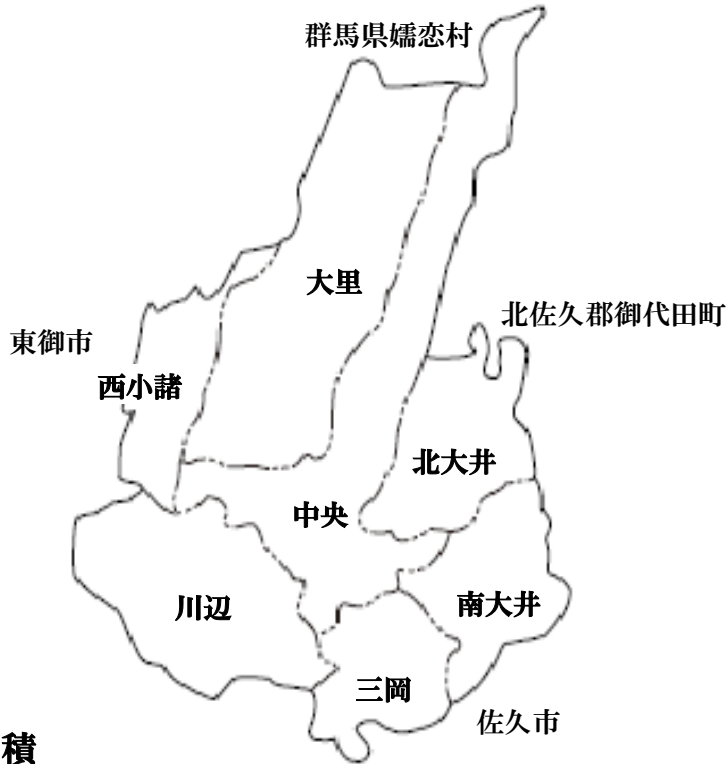 群馬県嬬恋村
大里
北佐久郡御代田町
東御市
西小諸
北大井
中央
川辺
南大井
三岡
佐久市
積